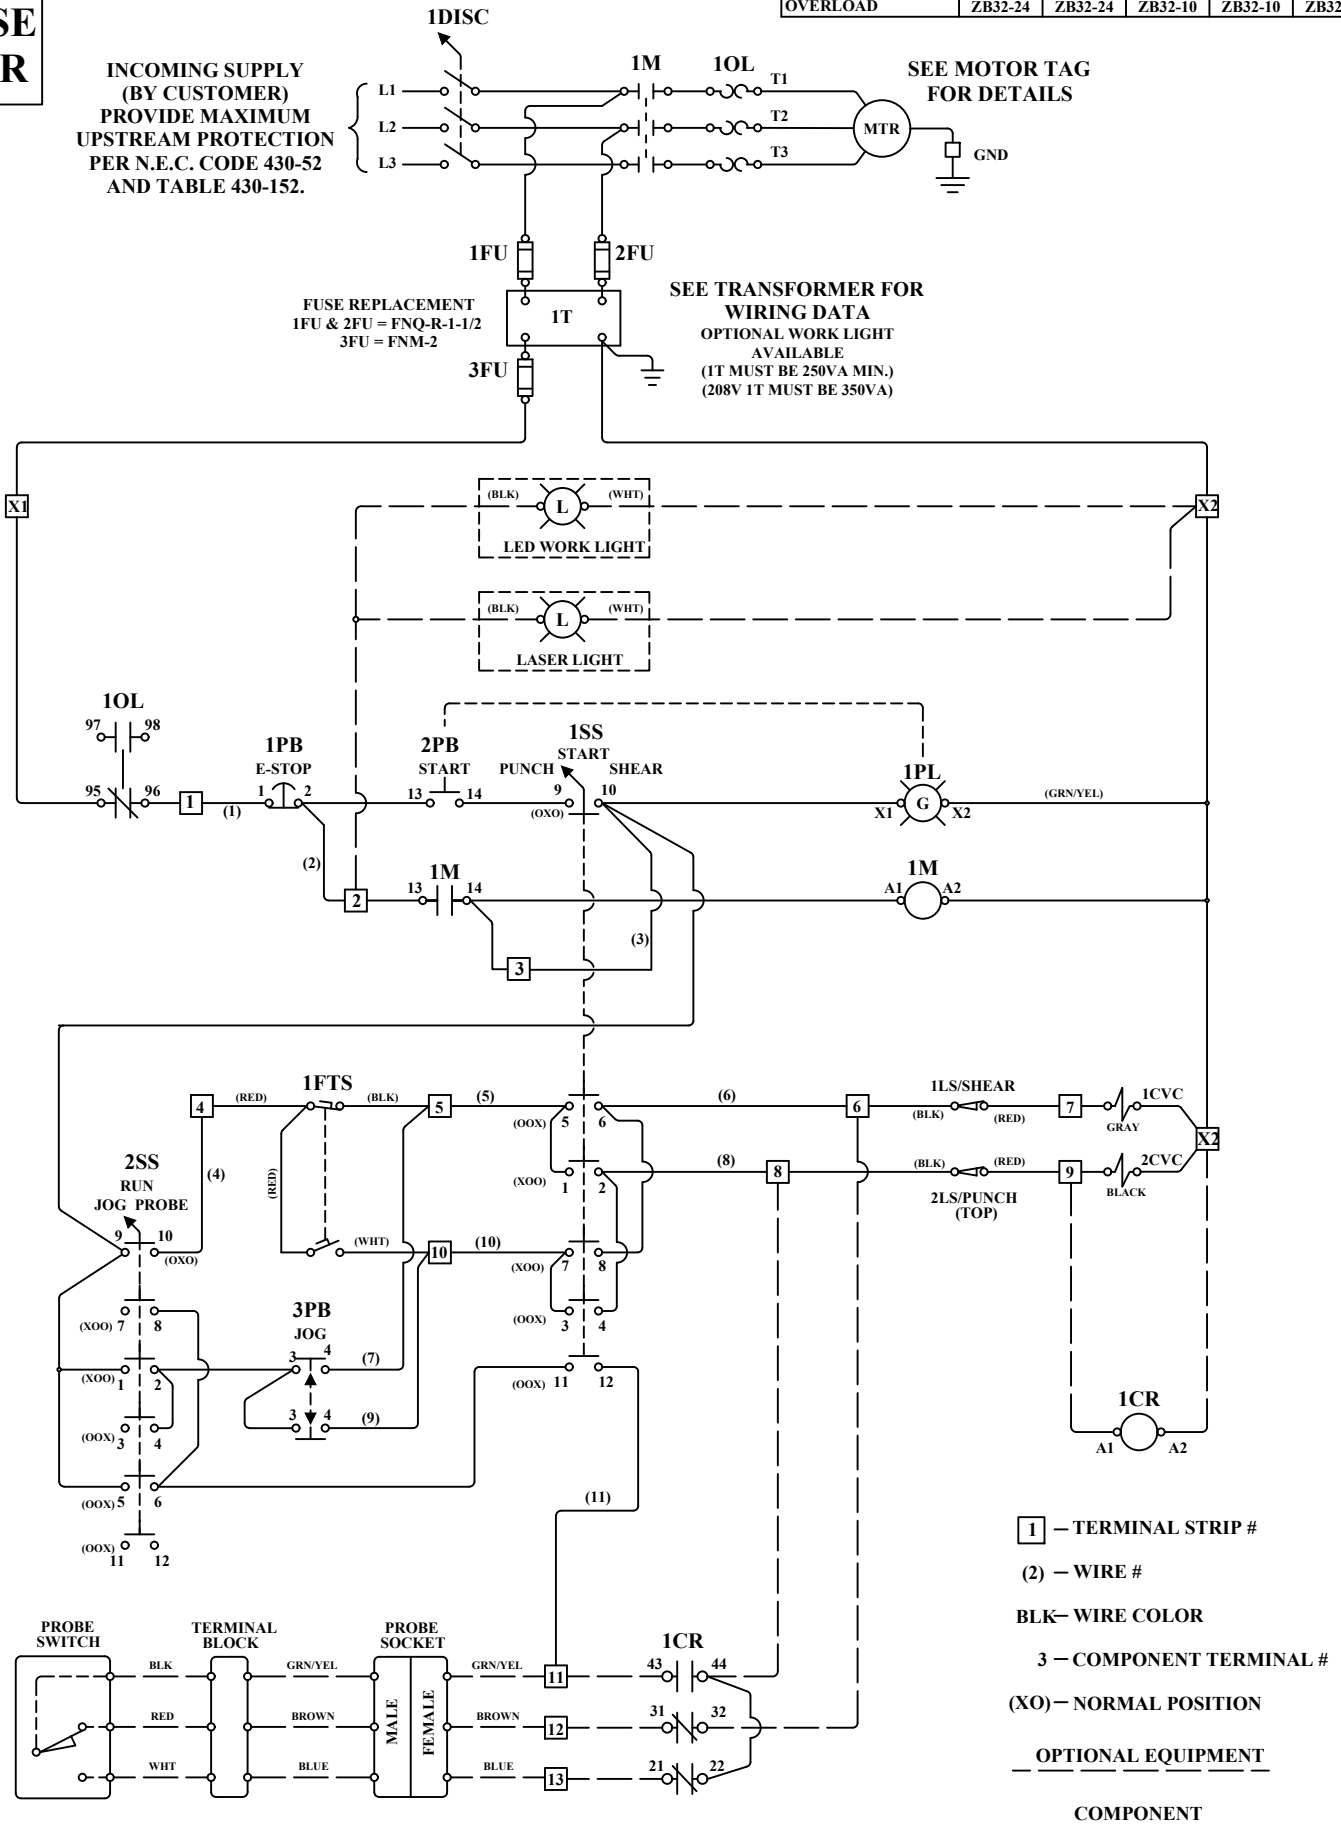 SE
R
OVERLOAD ZB32-24 ZB32-24 ZB32-10 ZB32-10 ZB32
1DISC
INCOMING SUPPLY
(BY CUSTOMER)
PROVIDE MAXIMUM
UPSTREAM PROTECTION
PER N.E.C. CODE 430-52
AND TABLE 430-152.
L1
L2
L3
1M
1OL
T1
T2
T3
MTR
SEE MOTOR TAG
FOR DETAILS
GND
1FU
2FU
FUSE REPLACEMENT
1FU & 2FU = FNQ-R-1-1/2
3FU = FNM-2
1T
3FU
SEE TRANSFORMER FOR
WIRING DATA
OPTIONAL WORK LIGHT
AVAILABLE
(1T MUST BE 250VA MIN.)
(208V 1T MUST BE 350VA)
X1
(BLK)
L
(WHT)
LED WORK LIGHT
X2
(BLK)
L
(WHT)
LASER LIGHT
1OL
97
98
95
96
1
(1)
1PB
E-STOP
1
2
2PB
START
13
14
1SS
START
PUNCH
SHEAR
9
10
(OXO)
1PL
X1
G
X2
(GRN/YEL)
(2)
2
1M
13
14
1M
A1
A2
(3)
3
4
(RED)
1FTS
(BLK)
5
(5)
(OOX)
5
6
(6)
6
1LS/SHEAR
(BLK)
(RED)
7
GRAY
1CVC
X2
(4)
(RED)
(XOO)
1
2
(8)
8
(BLK)
(RED)
2LS/PUNCH
(TOP)
9
BLACK
2CVC
2SS
RUN
JOG PROBE
9
10
(OXO)
(WHT)
10
(10)
(XOO)
7
8
(XOO)
7
8
3PB
JOG
(OOX)
3
4
(XOO)
1
2
3
4
(7)
(OOX)
11
12
(OOX)
3
4
3
4
(9)
1CR
A1
A2
(OOX)
5
6
(11)
(OOX)
11
12
1 – TERMINAL STRIP #
(2) – WIRE #
BLK– WIRE COLOR
3 – COMPONENT TERMINAL #
(XO) – NORMAL POSITION
OPTIONAL EQUIPMENT
COMPONENT
PROBE
SWITCH
TERMINAL
BLOCK
PROBE
SOCKET
1CR
BLK
GRN/YEL
GRN/YEL
11
43
44
RED
BROWN
MALE
FEMALE
BROWN
12
31
32
WHT
BLUE
BLUE
13
21
22